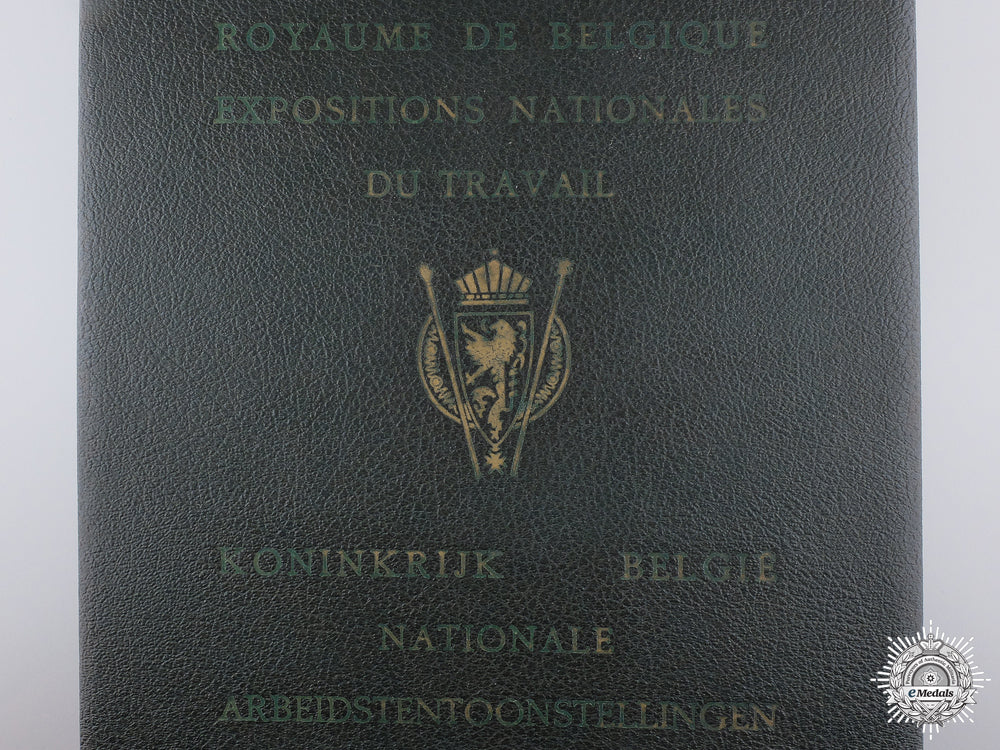 ROYAUME DE BELGIQUE
EXPOSITIONS NATIONALES
DU TRAVAIL
KONINKRIJK BELGIË
NATIONALE
ARBEIDSTENTOONSTELLINGEN
eMedals